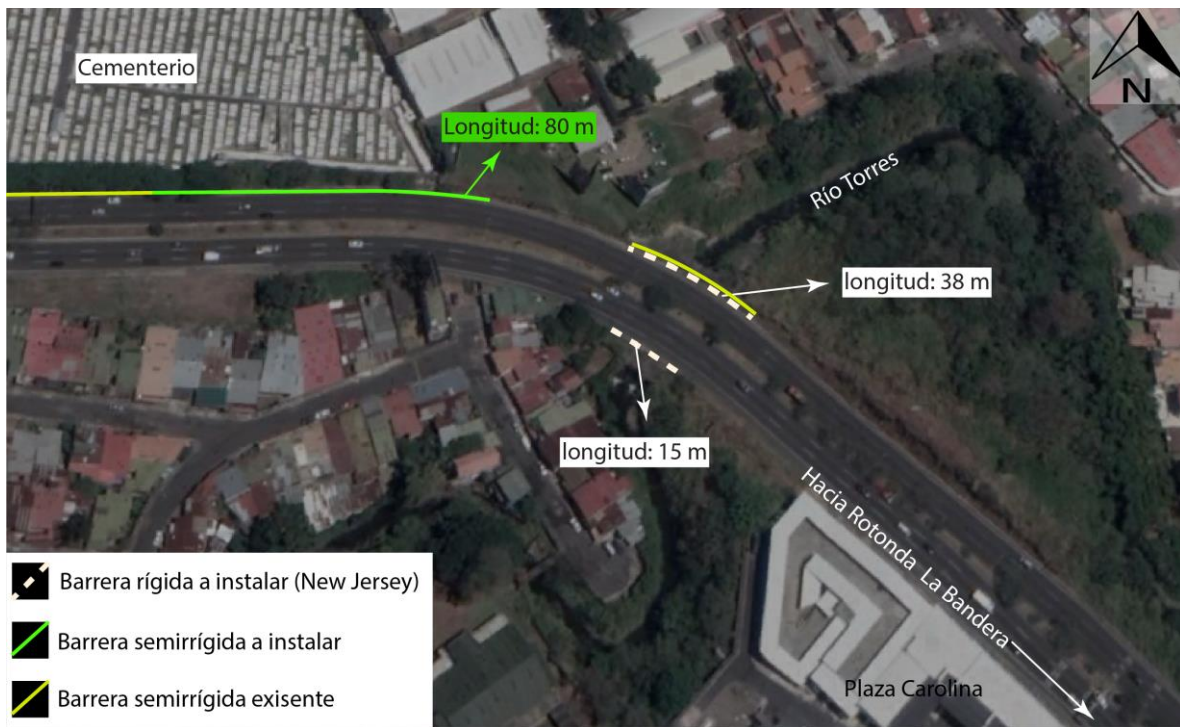 Cementerio
N
Longitud: 80 m
Río Torres
longitud: 38 m
longitud: 15 m
Hacia Rotonda La Bandera
Barrera rígida a instalar (New Jersey)
Barrera semirrígida a instalar
Barrera semirrígida exisente
Plaza Carolina